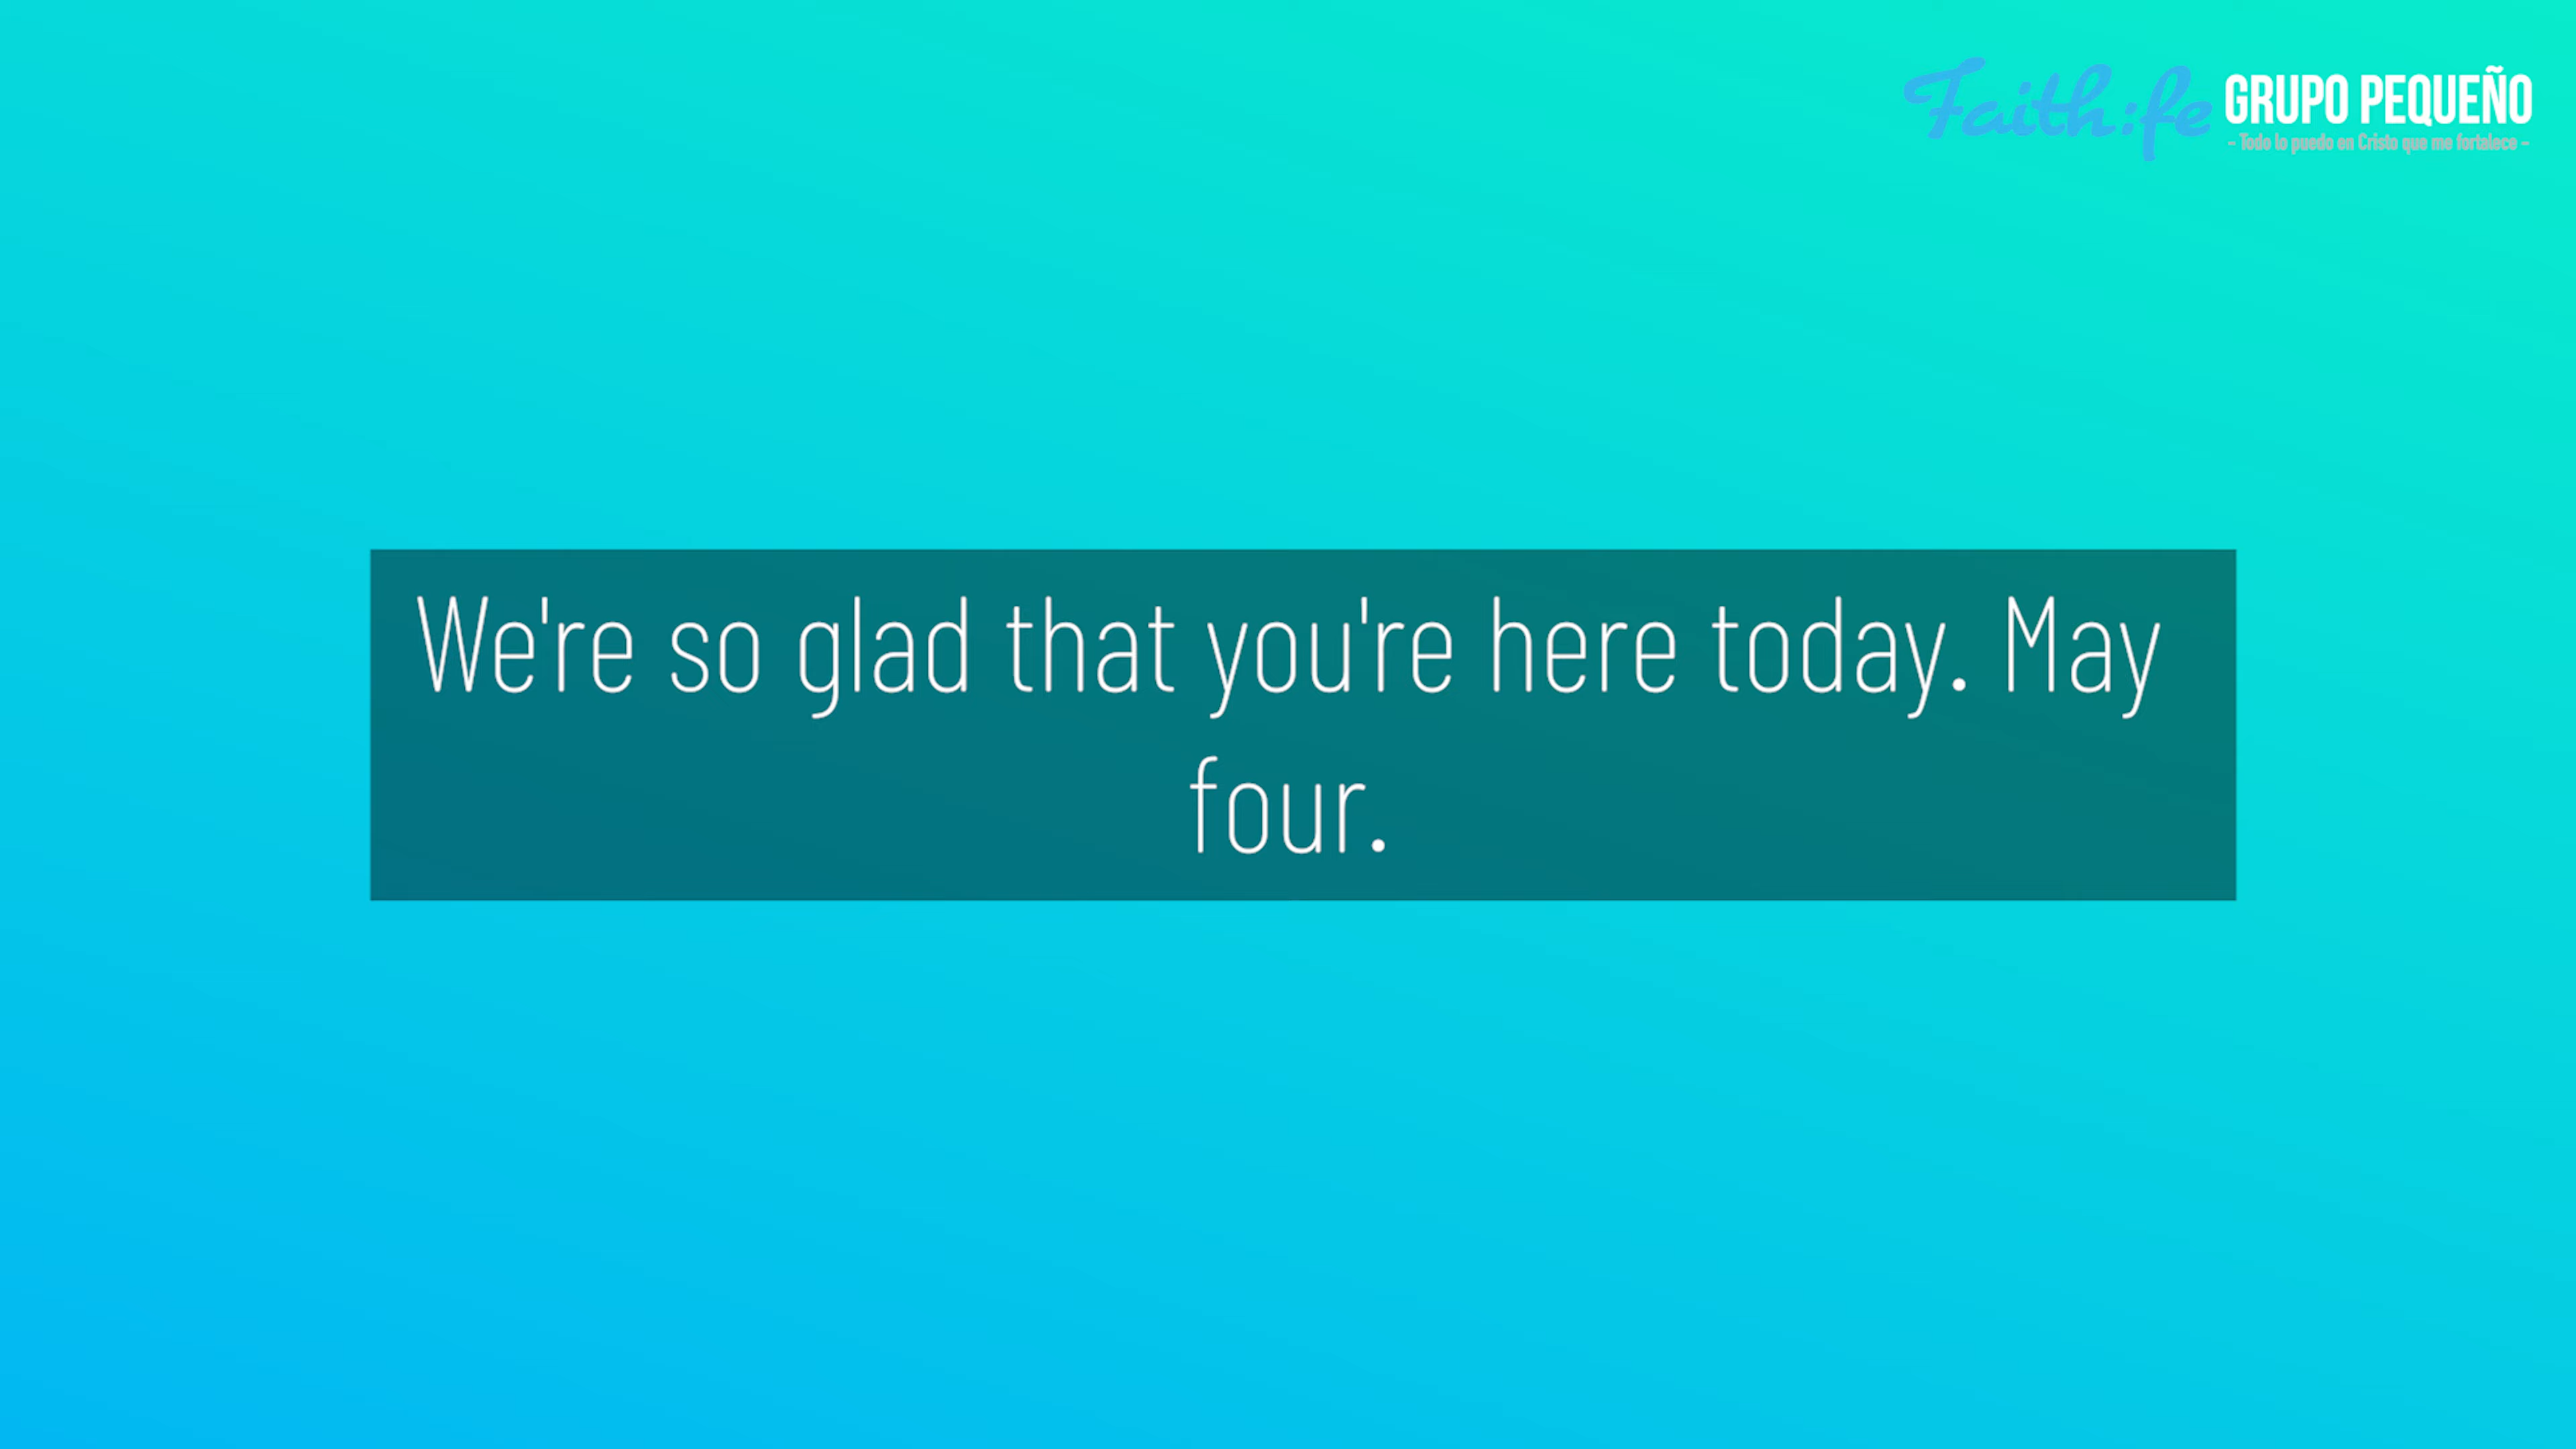 Faith:fe GRUPO PEQUEÑO
- Todo lo puedo en Cristo que me fortalece -
We're so glad that you're here today. May
four.